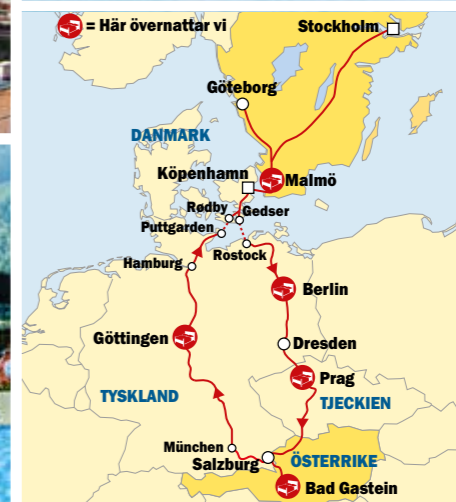 = Här övernattar vi
Stockholm
Göteborg
DANMARK
Köpenhamn
Malmö
Rødby
Gedser
Puttgarden
Rostock
Hamburg
Berlin
Göttingen
Dresden
Prag
TYSKLAND
TJECKIEN
München
Salzburg
ÖSTERRIKE
Bad Gastein